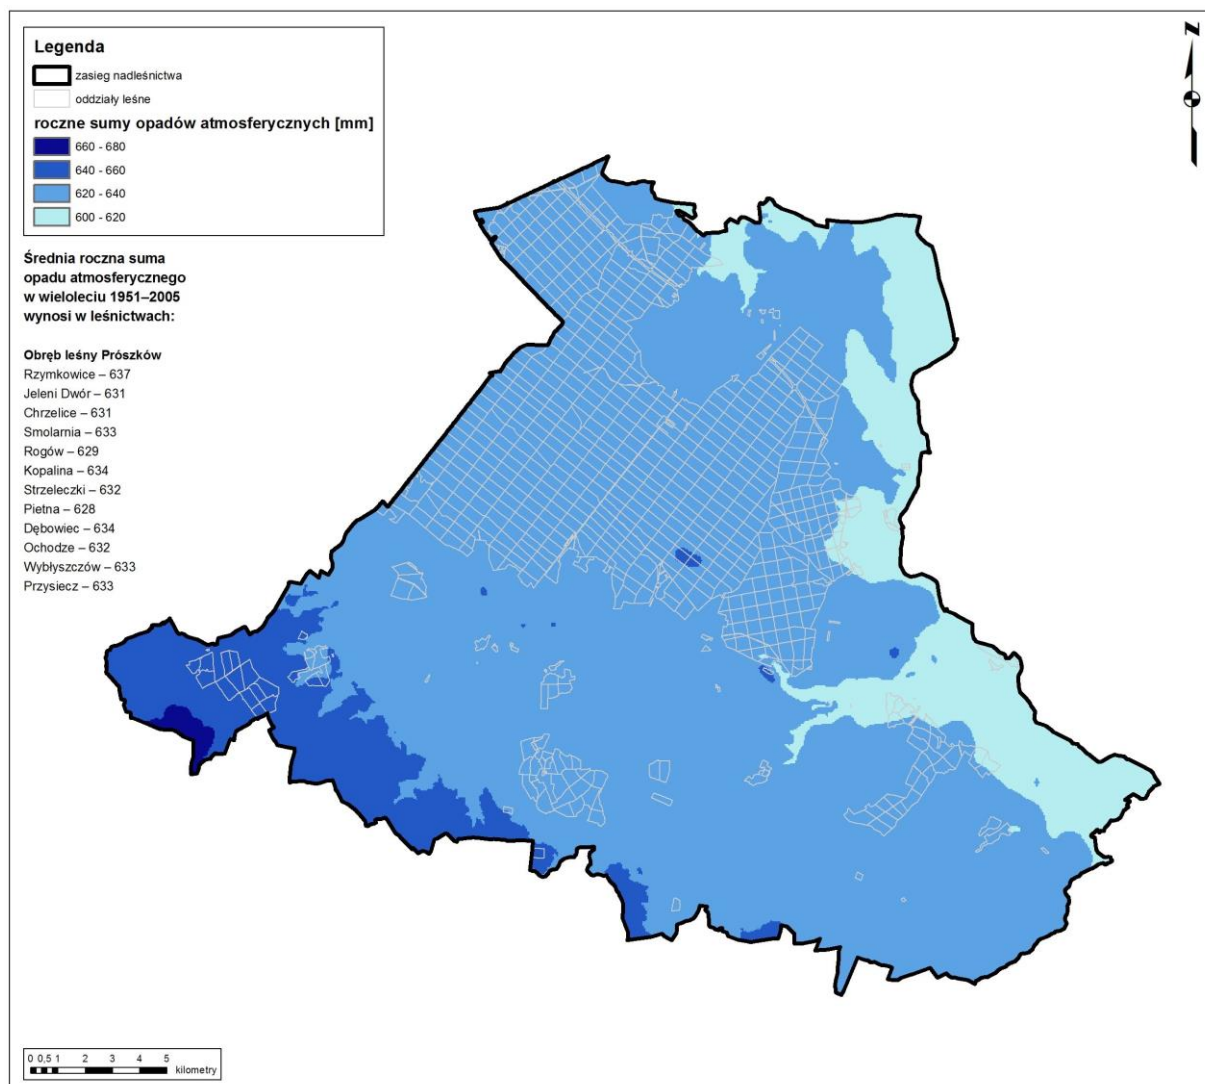 Legenda
zasieg nadleśnictwa
oddziały leśne
roczne sumy opadów atmosferycznych [mm]
660 - 680
640 - 660
620 - 640
600 - 620
Średnia roczna suma
opadu atmosferycznego
w wieloleciu 1951–2005
wynosi w leśnictwach:
Obręb leśny Prószków
Rzymkowice – 637
Jeleni Dwór – 631
Chrzelice – 631
Smolarnia – 633
Rogów – 629
Kopalina – 634
Strzeleczki – 632
Pietna – 628
Dębowiec – 634
Ochodze – 632
Wybłyszczów – 633
Przysiecz – 633
N
0 0,5 1 2 3 4 5
kilometry